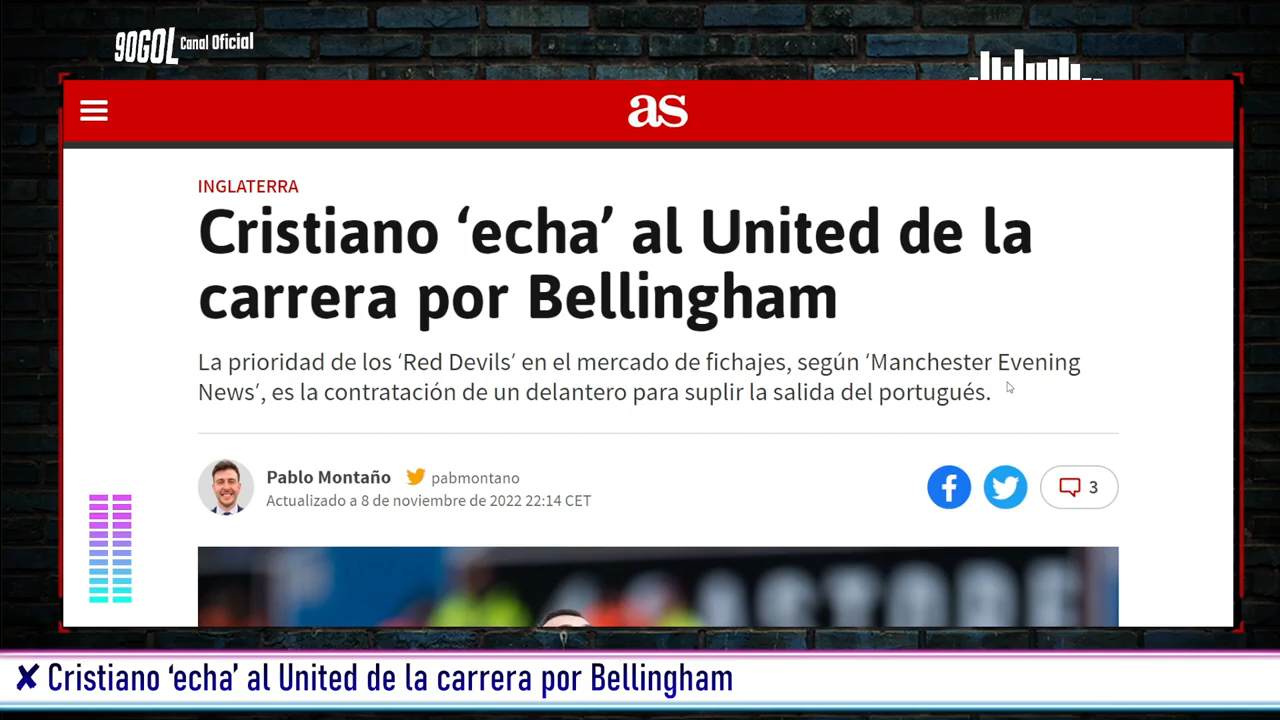 90GOL Canal Oficial
as
INGLATERRA
Cristiano ‘echa’ al United de la
carrera por Bellingham
La prioridad de los ‘Red Devils’ en el mercado de fichajes, según ‘Manchester Evening
News’, es la contratación de un delantero para suplir la salida del portugués.
Pablo Montaño pabmontano
Actualizado a 8 de noviembre de 2022 22:14 CET
3
✘ Cristiano ‘echa’ al United de la carrera por Bellingham